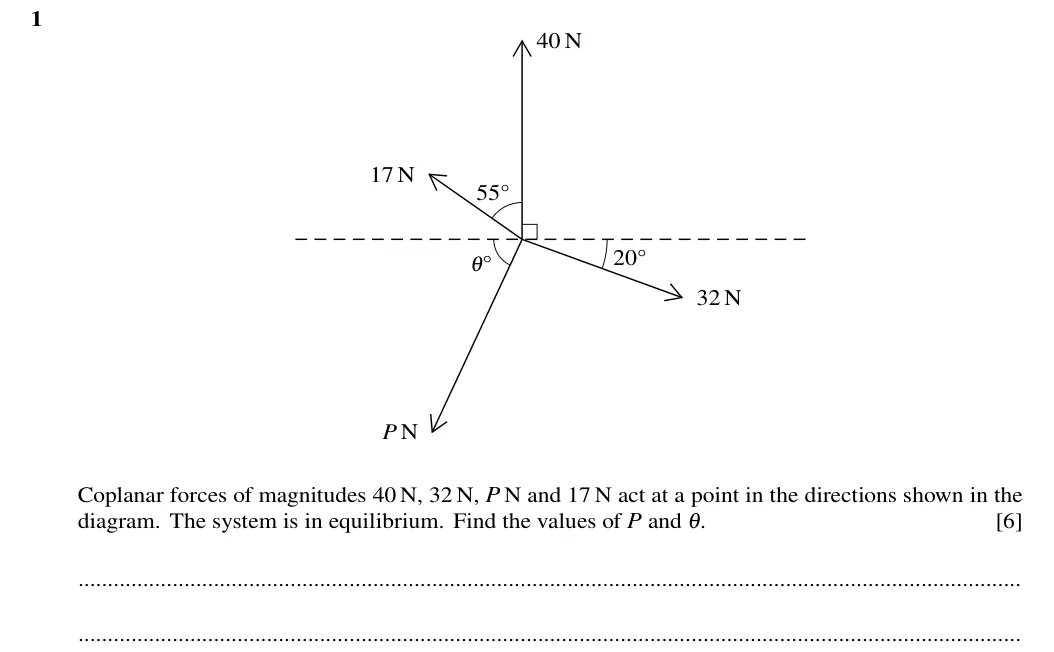 1
40 N
17 N
55°
θ°
20°
32 N
P N
Coplanar forces of magnitudes 40 N, 32 N, P N and 17 N act at a point in the directions shown in the
diagram. The system is in equilibrium. Find the values of P and θ. [6]